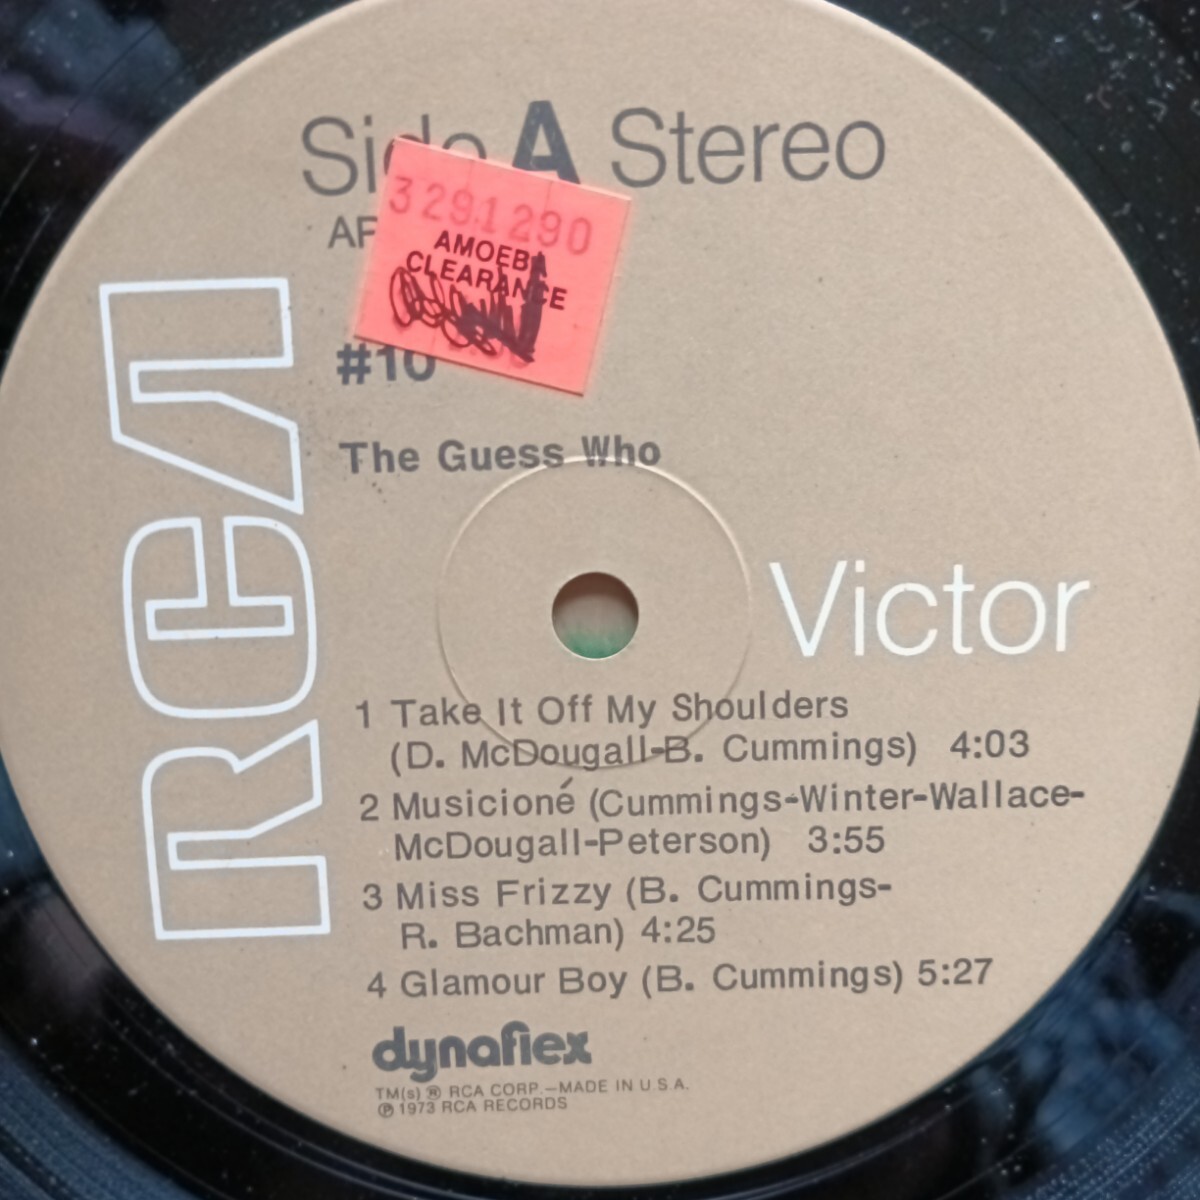 Side A Stereo
3291290
AMOEBA
CLEARANCE
#10
The Guess Who
RCA
Victor
1 Take It Off My Shoulders
(D. McDougall-B. Cummings) 4:03
2 Musicioné (Cummings-Winter-Wallace-
McDougall-Peterson) 3:55
3 Miss Frizzy (B. Cummings-
R. Bachman) 4:25
4 Glamour Boy (B. Cummings) 5:27
dynaflex
TM(s) ® RCA CORP.—MADE IN U.S.A.
℗ 1973 RCA RECORDS